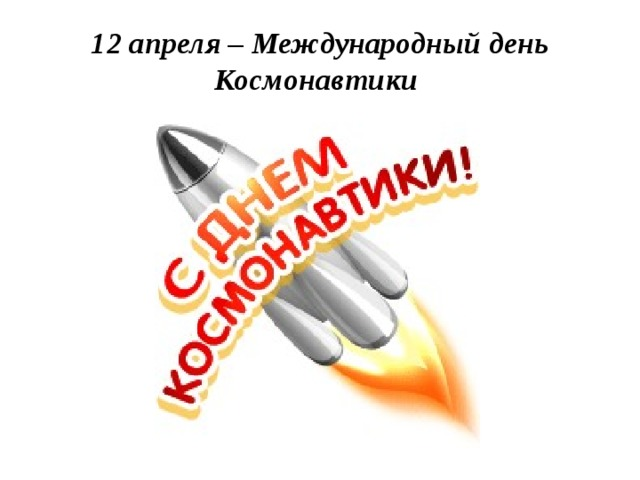 12 апреля – Международный день
Космонавтики
С ДНЕМ
КОСМОНАВТИКИ!